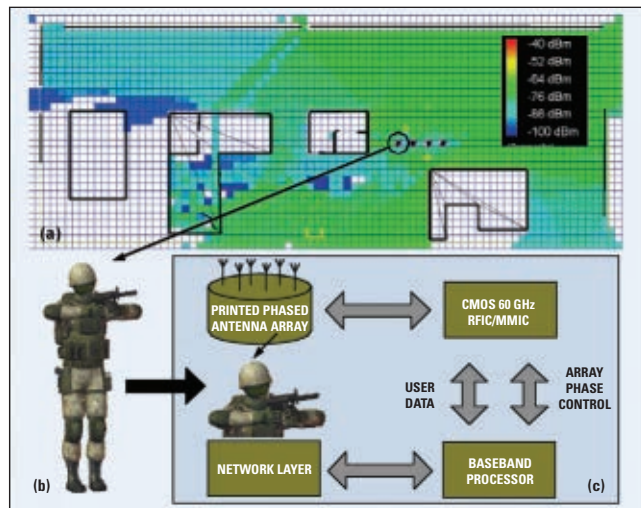 -40 dBm
-52 dBm
-64 dBm
-76 dBm
-88 dBm
-100 dBm
(a)
PRINTED PHASED
ANTENNA ARRAY
CMOS 60 GHz
RFIC/MMIC
USER
DATA
ARRAY
PHASE
CONTROL
NETWORK LAYER
BASEBAND
PROCESSOR
(b)
(c)